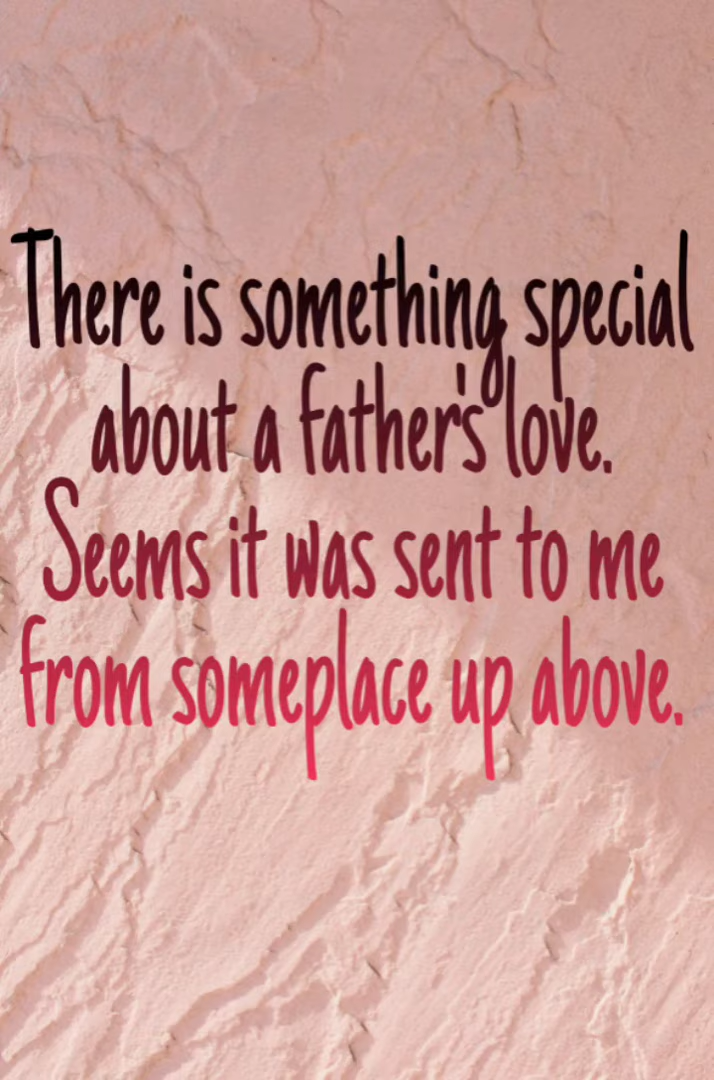 There is something special
about a father's love.
Seems it was sent to me
from someplace up above.